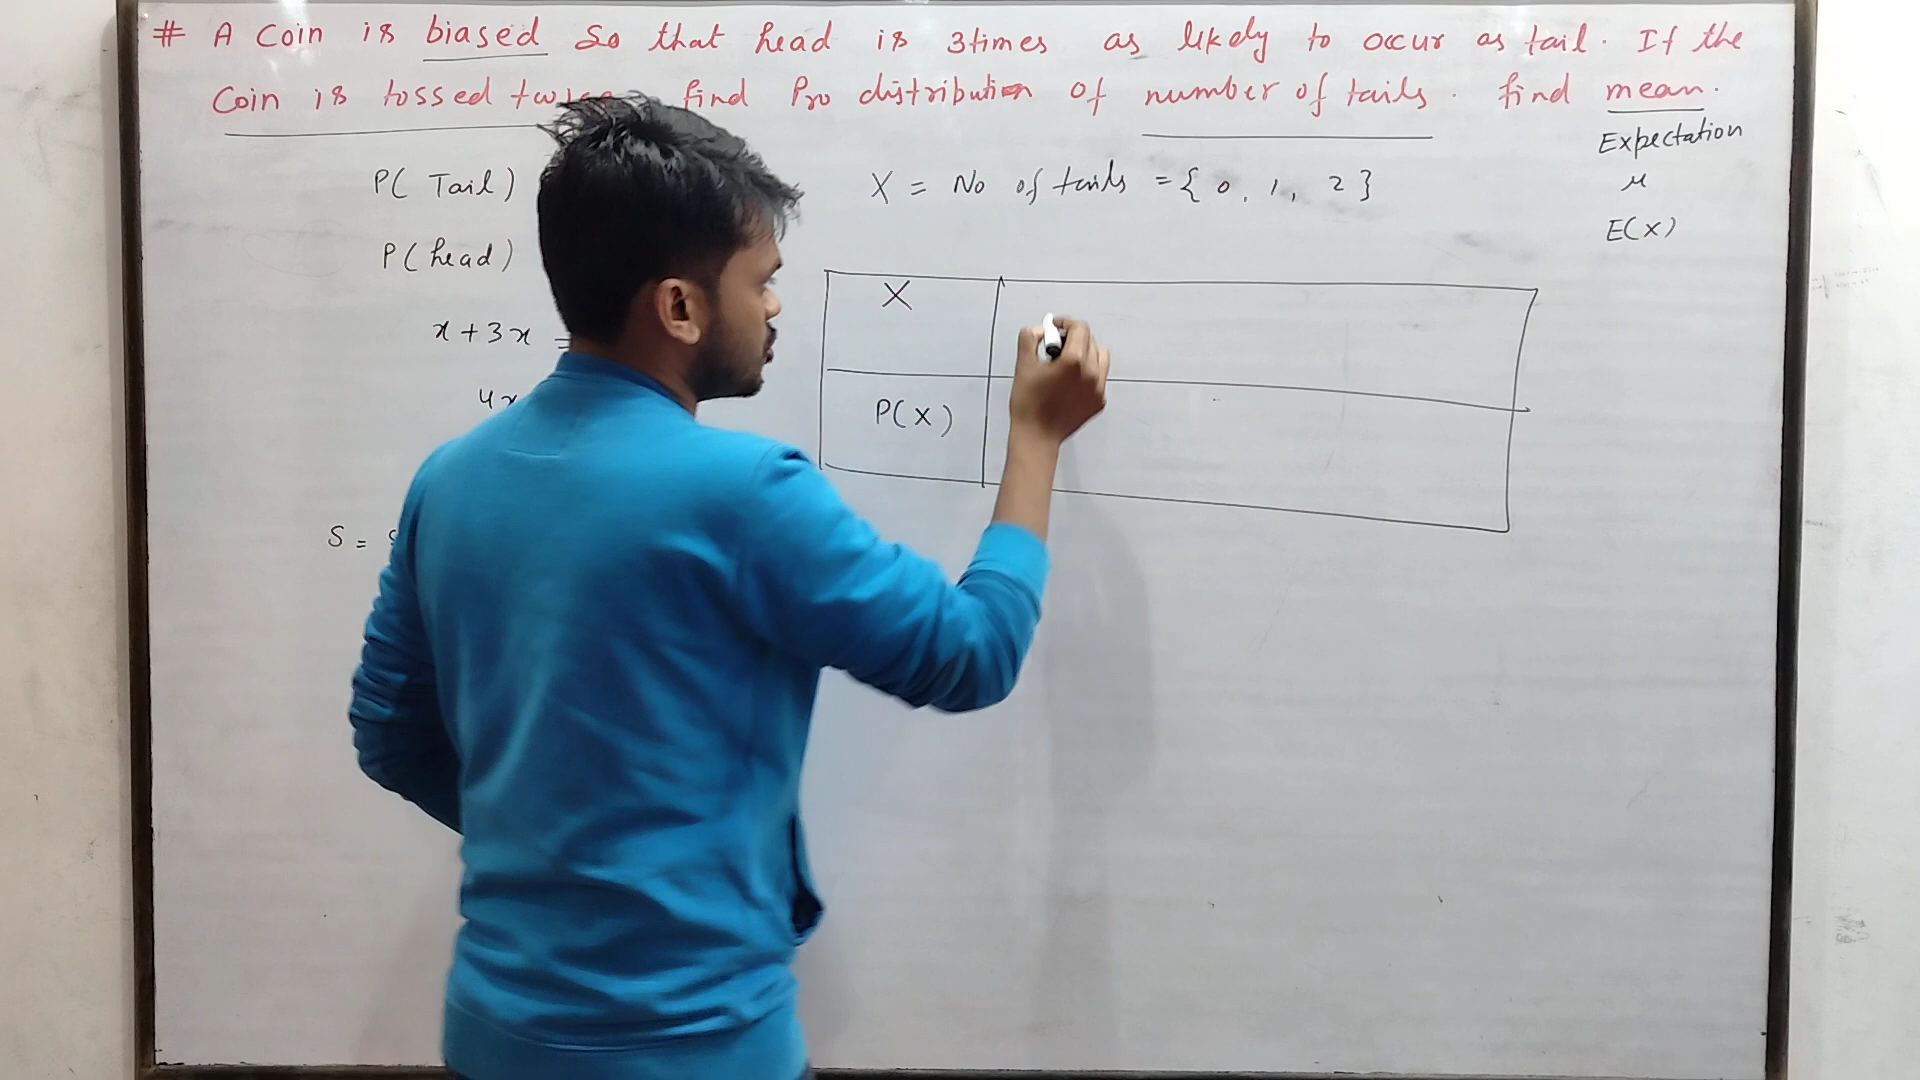 # A Coin is biased So that head is 3times as likely to occur as tail. If the
Coin is tossed twice find Pro distribution of number of tails. find mean.
Expectation
μ
E(x)
P( Tail )
P( head )
x + 3x =
4x
S =
X = No of tails = { 0, 1, 2 }
X
P(X)